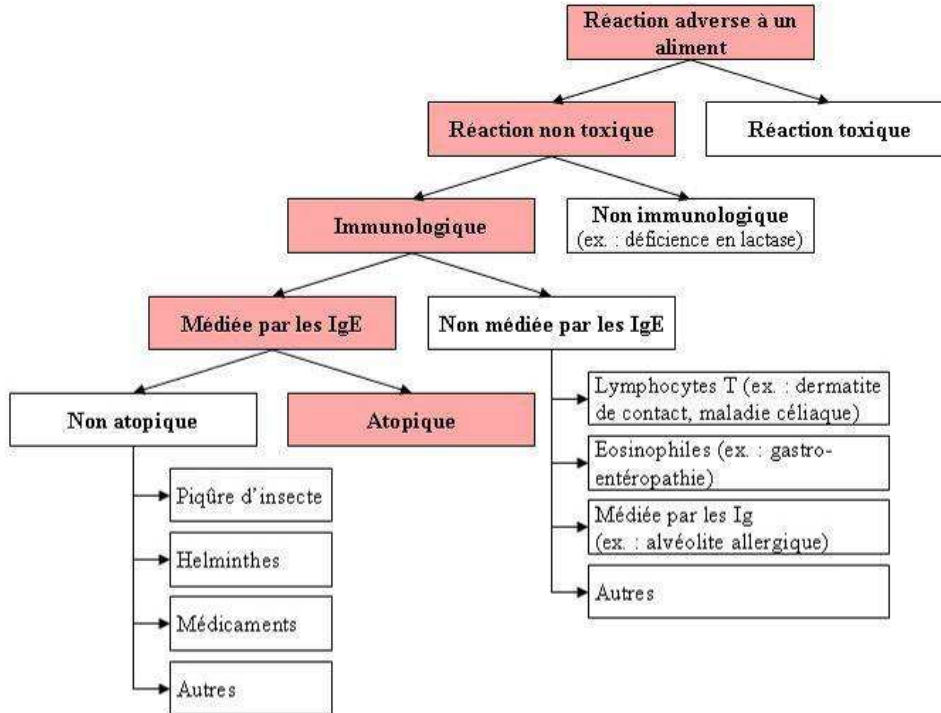 Réaction adverse à un
aliment
Réaction non toxique
Réaction toxique
Immunologique
Non immunologique
(ex. : déficience en lactase)
Médiée par les IgE
Non médiée par les IgE
Non atopique
Atopique
Lymphocytes T (ex. : dermatite
de contact, maladie céliaque)
Eosinophiles (ex. : gastro-
entéropathie)
Médiée par les Ig
(ex. : alvéolite allergique)
Autres
Piqûre d'insecte
Helminthes
Médicaments
Autres